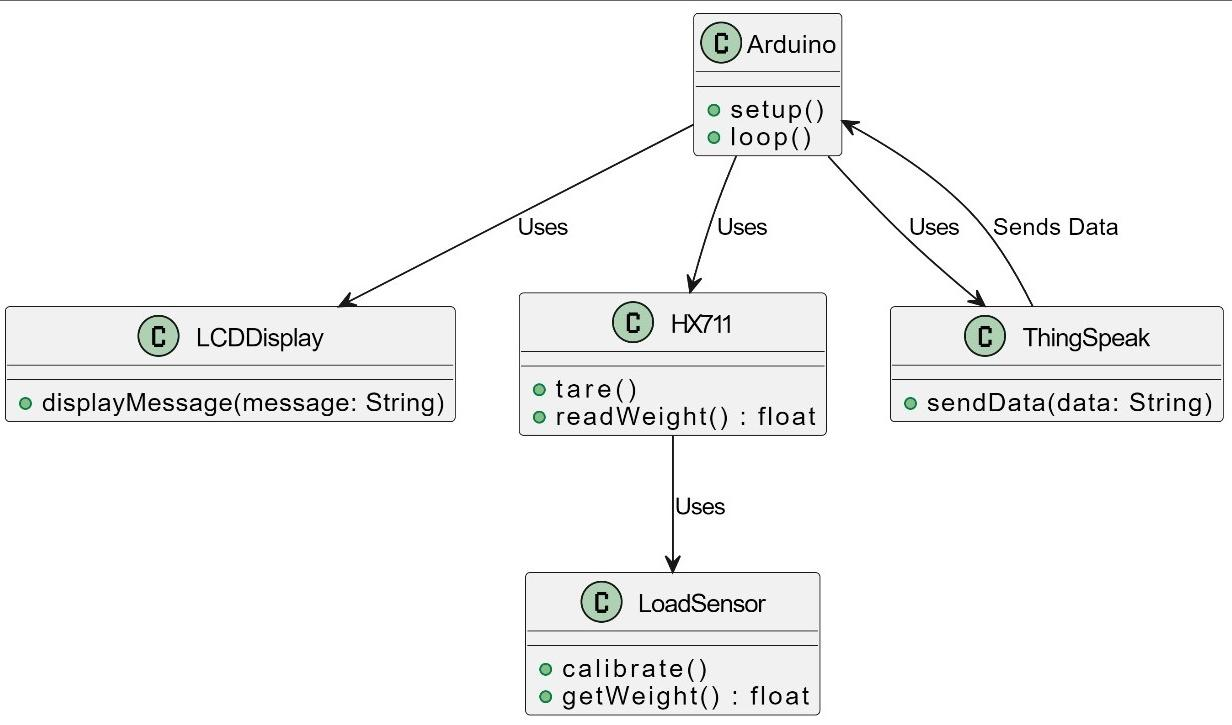 C Arduino
setup()
loop()
Uses
Uses
Uses
Sends Data
C LCDDisplay
displayMessage(message: String)
C HX711
tare()
readWeight() : float
C ThingSpeak
sendData(data: String)
Uses
C LoadSensor
calibrate()
getWeight() : float